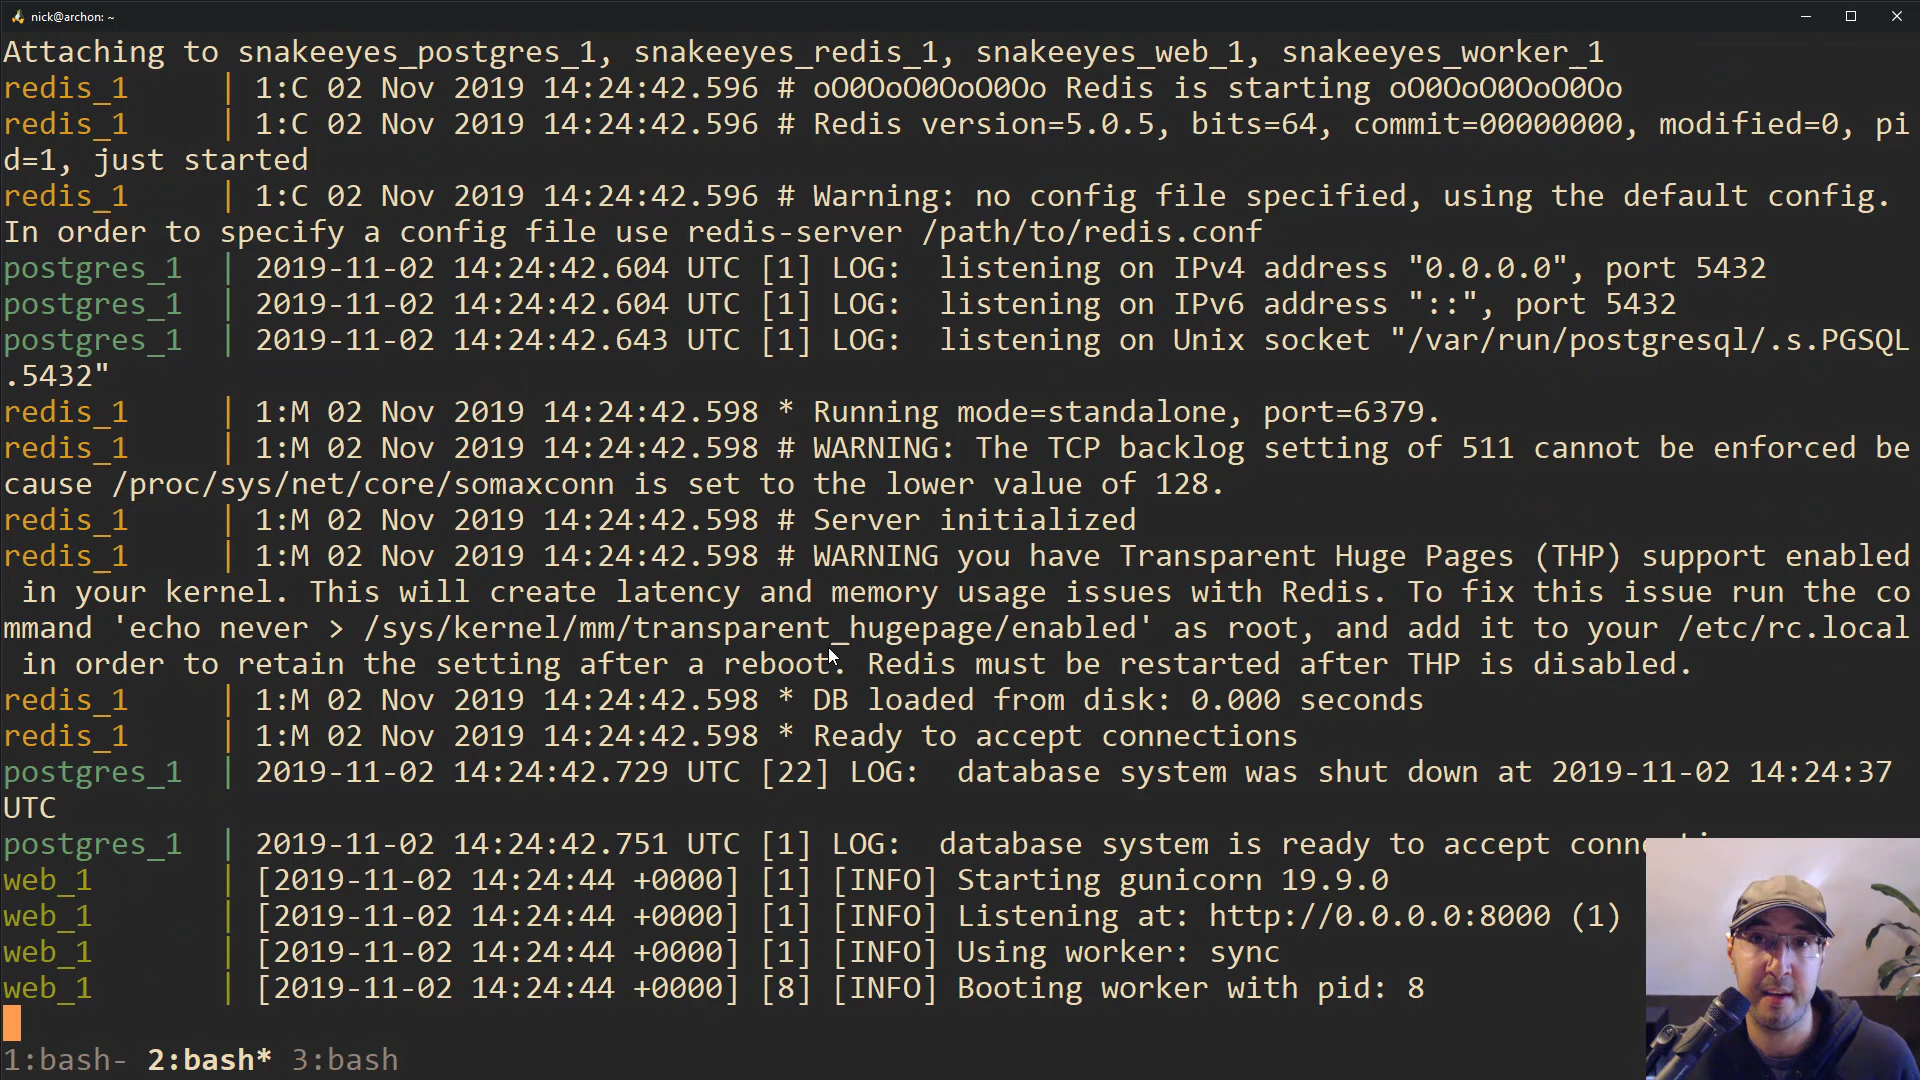 nick@archon: ~
Attaching to snakeeyes_postgres_1, snakeeyes_redis_1, snakeeyes_web_1, snakeeyes_worker_1
redis_1     | 1:C 02 Nov 2019 14:24:42.596 # oO0OoO0OoO0Oo Redis is starting oO0OoO0OoO0Oo
redis_1     | 1:C 02 Nov 2019 14:24:42.596 # Redis version=5.0.5, bits=64, commit=00000000, modified=0, pi
d=1, just started
redis_1     | 1:C 02 Nov 2019 14:24:42.596 # Warning: no config file specified, using the default config.
In order to specify a config file use redis-server /path/to/redis.conf
postgres_1  | 2019-11-02 14:24:42.604 UTC [1] LOG:  listening on IPv4 address "0.0.0.0", port 5432
postgres_1  | 2019-11-02 14:24:42.604 UTC [1] LOG:  listening on IPv6 address "::", port 5432
postgres_1  | 2019-11-02 14:24:42.643 UTC [1] LOG:  listening on Unix socket "/var/run/postgresql/.s.PGSQL
.5432"
redis_1     | 1:M 02 Nov 2019 14:24:42.598 * Running mode=standalone, port=6379.
redis_1     | 1:M 02 Nov 2019 14:24:42.598 # WARNING: The TCP backlog setting of 511 cannot be enforced be
cause /proc/sys/net/core/somaxconn is set to the lower value of 128.
redis_1     | 1:M 02 Nov 2019 14:24:42.598 # Server initialized
redis_1     | 1:M 02 Nov 2019 14:24:42.598 # WARNING you have Transparent Huge Pages (THP) support enabled
 in your kernel. This will create latency and memory usage issues with Redis. To fix this issue run the co
mmand 'echo never > /sys/kernel/mm/transparent_hugepage/enabled' as root, and add it to your /etc/rc.local
 in order to retain the setting after a reboot. Redis must be restarted after THP is disabled.
redis_1     | 1:M 02 Nov 2019 14:24:42.598 * DB loaded from disk: 0.000 seconds
redis_1     | 1:M 02 Nov 2019 14:24:42.598 * Ready to accept connections
postgres_1  | 2019-11-02 14:24:42.729 UTC [22] LOG:  database system was shut down at 2019-11-02 14:24:37
UTC
postgres_1  | 2019-11-02 14:24:42.751 UTC [1] LOG:  database system is ready to accept
web_1       | [2019-11-02 14:24:44 +0000] [1] [INFO] Starting gunicorn 19.9.0
web_1       | [2019-11-02 14:24:44 +0000] [1] [INFO] Listening at: http://0.0.0.0:8000 (1)
web_1       | [2019-11-02 14:24:44 +0000] [1] [INFO] Using worker: sync
web_1       | [2019-11-02 14:24:44 +0000] [8] [INFO] Booting worker with pid: 8
1:bash- 2:bash* 3:bash